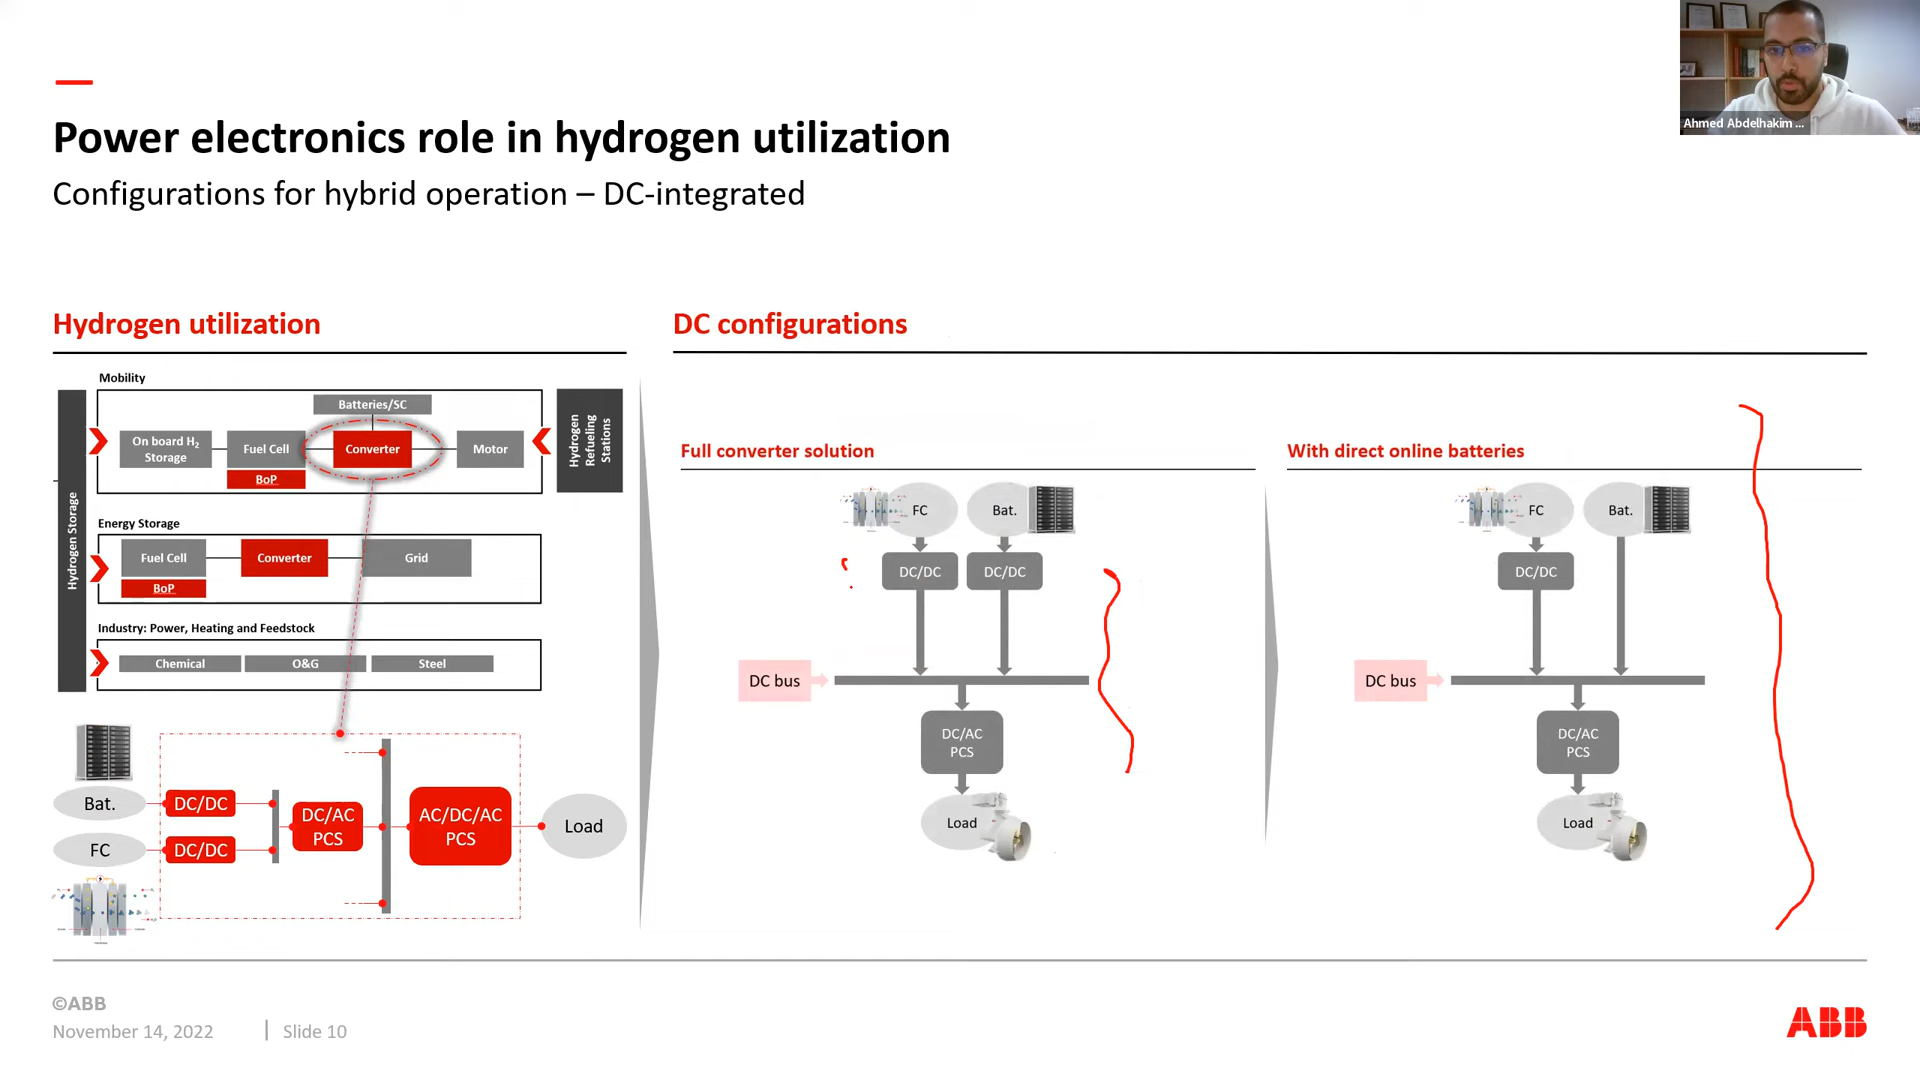 Ahmed Abdelhakim ...
Power electronics role in hydrogen utilization
Configurations for hybrid operation – DC-integrated
Hydrogen utilization
Mobility
Hydrogen Storage
Batteries/SC
On board H2
Storage
Fuel Cell
Converter
Motor
BoP
Hydrogen
Refueling
Stations
Energy Storage
Fuel Cell
Converter
Grid
BoP
Industry: Power, Heating and Feedstock
Chemical
O&G
Steel
Bat.
DC/DC
FC
DC/DC
DC/AC
PCS
AC/DC/AC
PCS
Load
DC configurations
Full converter solution
FC
Bat.
DC/DC
DC/DC
DC bus
DC/AC
PCS
Load
With direct online batteries
FC
Bat.
DC/DC
DC bus
DC/AC
PCS
Load
©ABB
November 14, 2022
Slide 10
ABB